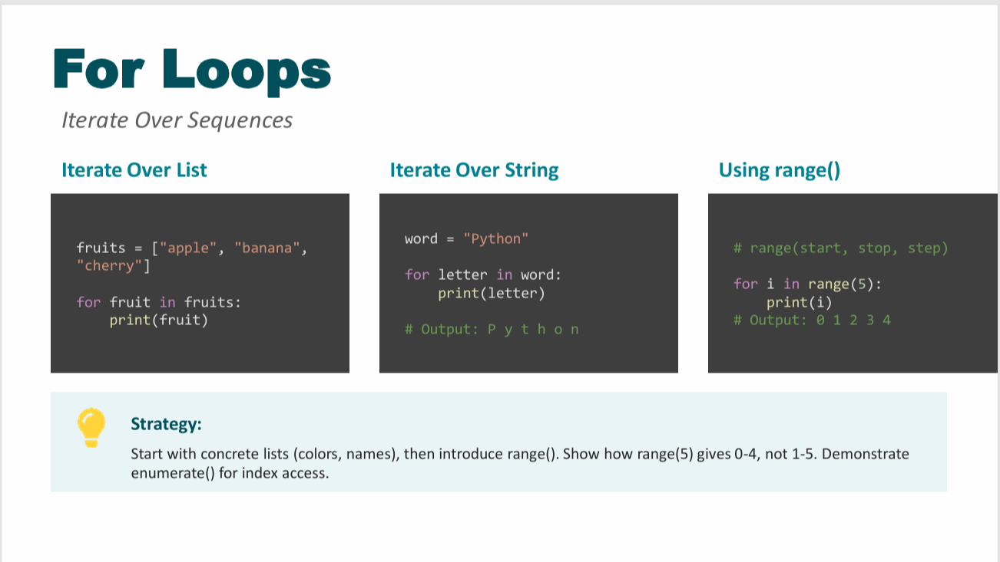 For Loops
Iterate Over Sequences
Iterate Over List
fruits = ["apple", "banana",
"cherry"]
for fruit in fruits:
    print(fruit)
Iterate Over String
word = "Python"
for letter in word:
    print(letter)
# Output: P y t h o n
Using range()
# range(start, stop, step)
for i in range(5):
    print(i)
# Output: 0 1 2 3 4
Strategy:
Start with concrete lists (colors, names), then introduce range(). Show how range(5) gives 0-4, not 1-5. Demonstrate
enumerate() for index access.